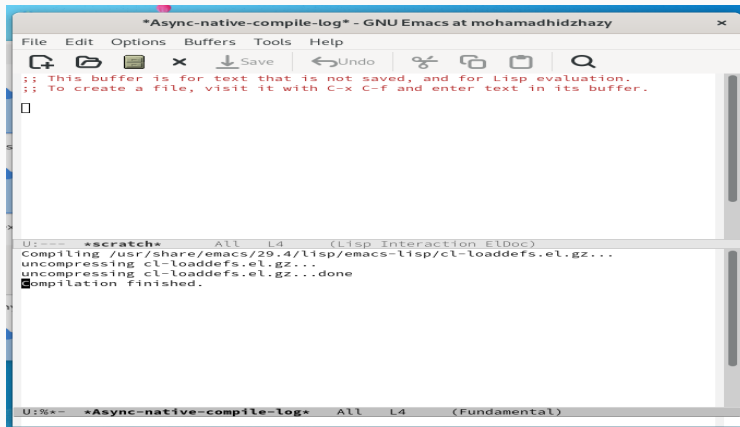 *Async-native-compile-log* - GNU Emacs at mohamadhidzhazy
File Edit Options Buffers Tools Help
Save Undo
;; This buffer is for text that is not saved, and for Lisp evaluation.
;; To create a file, visit it with C-x C-f and enter text in its buffer.
U:--- *scratch* All L4 (Lisp Interaction ElDoc)
Compiling /usr/share/emacs/29.4/lisp/emacs-lisp/cl-loaddefs.el.gz...
uncompressing cl-loaddefs.el.gz...
uncompressing cl-loaddefs.el.gz...done
Compilation finished.
U:%*- *Async-native-compile-log* All L4 (Fundamental)